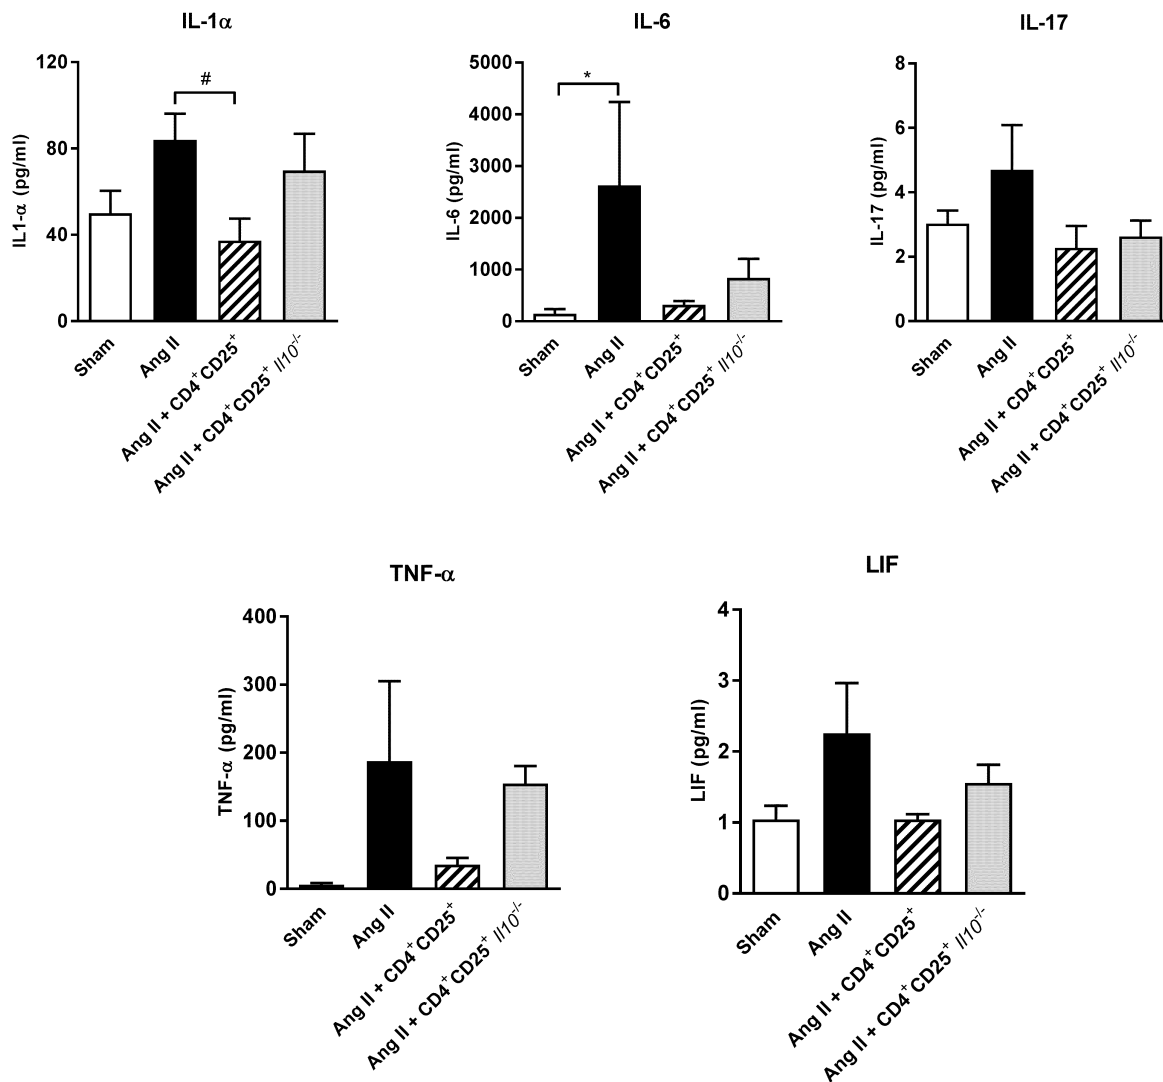 IL-1α
IL1-α (pg/ml)
120
80
40
0
#
Sham
Ang II
Ang II + CD4⁺CD25⁺
Ang II + CD4⁺CD25⁺ Il10⁻/⁻
IL-6
IL-6 (pg/ml)
5000
4000
3000
2000
1000
0
*
Sham
Ang II
Ang II + CD4⁺CD25⁺
Ang II + CD4⁺CD25⁺ Il10⁻/⁻
IL-17
IL-17 (pg/ml)
8
6
4
2
0
Sham
Ang II
Ang II + CD4⁺CD25⁺
Ang II + CD4⁺CD25⁺ Il10⁻/⁻
TNF-α
TNF-α (pg/ml)
400
300
200
100
0
Sham
Ang II
Ang II + CD4⁺CD25⁺
Ang II + CD4⁺CD25⁺ Il10⁻/⁻
LIF
LIF (pg/ml)
4
3
2
1
0
Sham
Ang II
Ang II + CD4⁺CD25⁺
Ang II + CD4⁺CD25⁺ Il10⁻/⁻